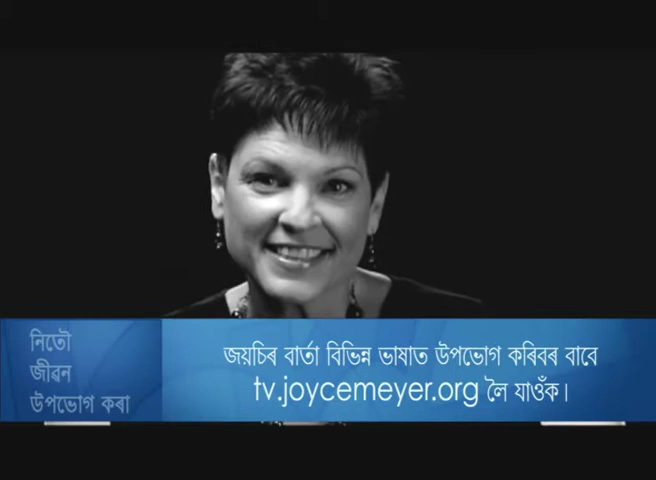 নিতৌ
জীৱন
উপভোগ কৰা
জয়চিৰ বাৰ্তা বিভিন্ন ভাষাত উপভোগ কৰিবৰ বাবে
tv.joycemeyer.org লৈ যাওঁক।